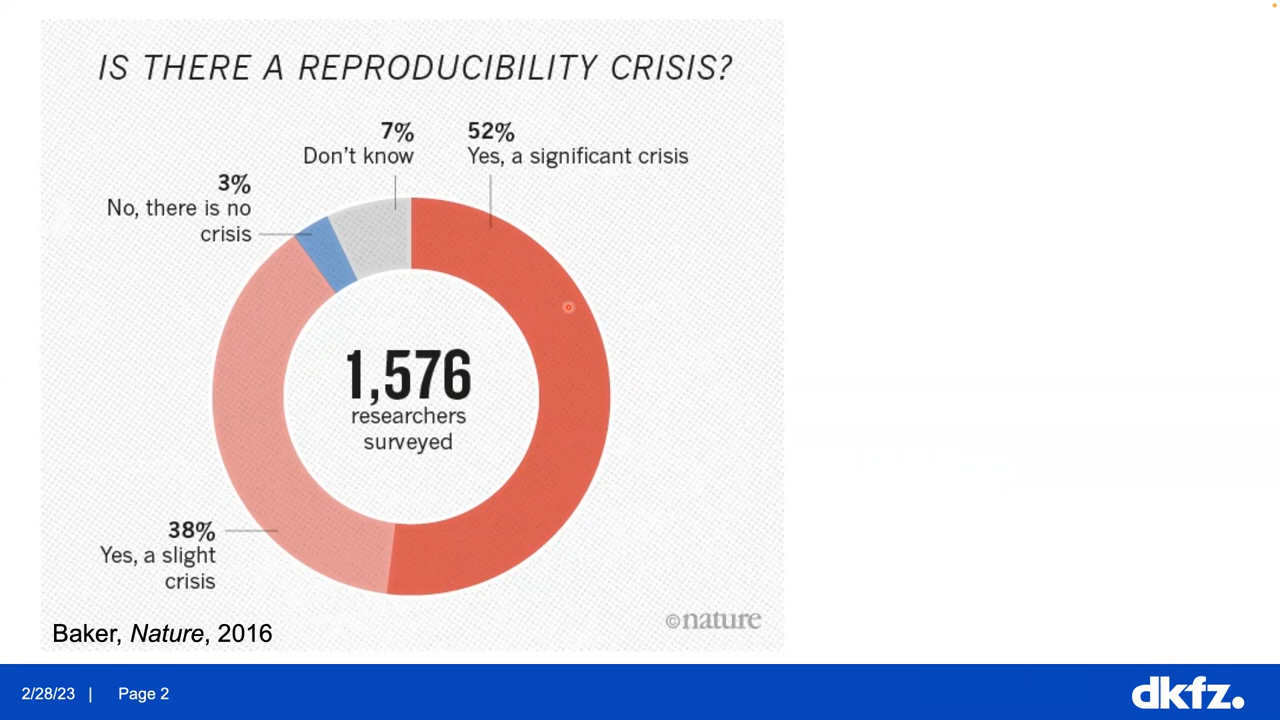 IS THERE A REPRODUCIBILITY CRISIS?
7%
Don't know
52%
Yes, a significant crisis
3%
No, there is no
crisis
1,576
researchers
surveyed
38%
Yes, a slight
crisis
©nature
Baker, Nature, 2016
2/28/23 | Page 2
dkfz.